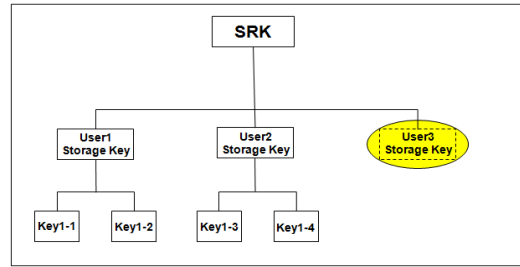 SRK
User1
Storage Key
User2
Storage Key
User3
Storage Key
Key1-1
Key1-2
Key1-3
Key1-4